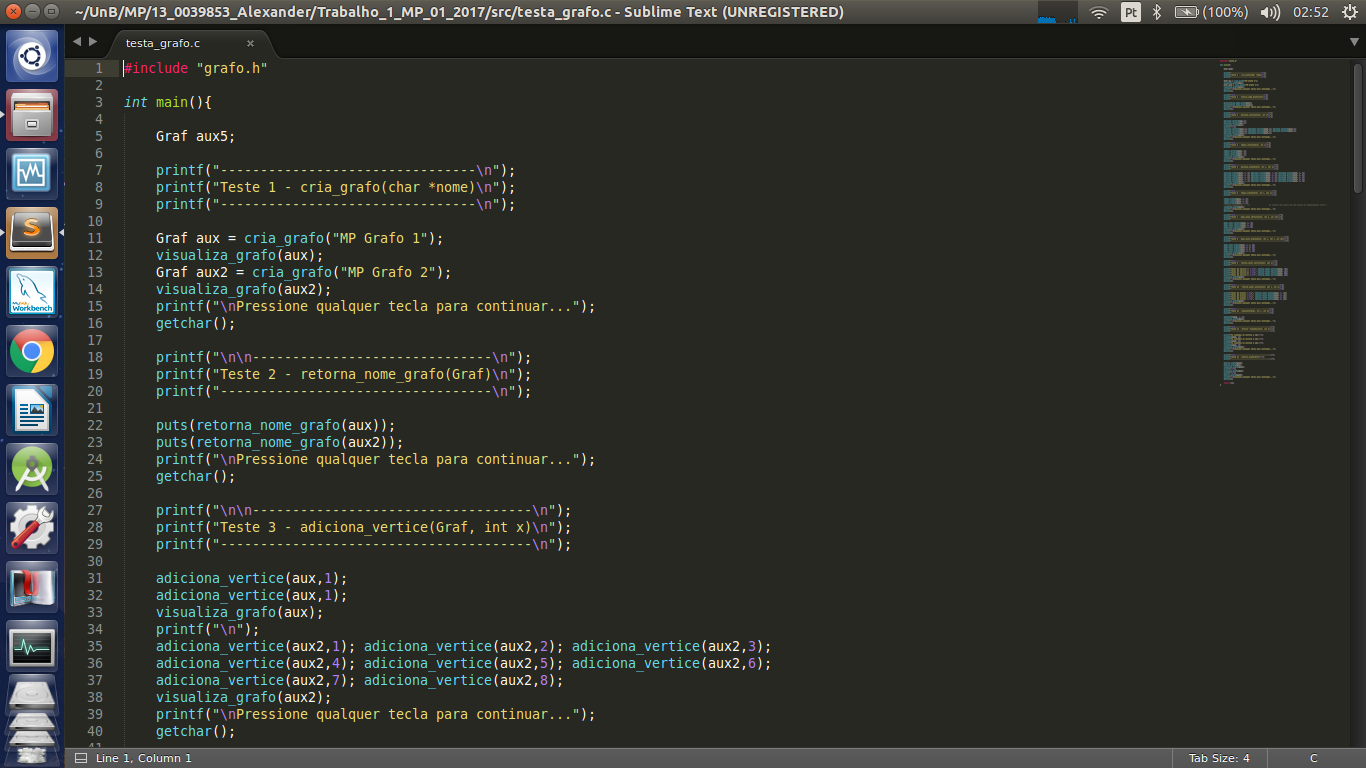 ~/UnB/MP/13_0039853_Alexander/Trabalho_1_MP_01_2017/src/testa_grafo.c - Sublime Text (UNREGISTERED)
Pt (100%) 02:52
testa_grafo.c ×
1 #include "grafo.h"
2
3 int main(){
4
5     Graf aux5;
6
7     printf("--------------------------------\n");
8     printf("Teste 1 - cria_grafo(char *nome)\n");
9     printf("--------------------------------\n");
10
11     Graf aux = cria_grafo("MP Grafo 1");
12     visualiza_grafo(aux);
13     Graf aux2 = cria_grafo("MP Grafo 2");
14     visualiza_grafo(aux2);
15     printf("\nPressione qualquer tecla para continuar...");
16     getchar();
17
18     printf("\n\n------------------------------\n");
19     printf("Teste 2 - retorna_nome_grafo(Graf)\n");
20     printf("----------------------------------\n");
21
22     puts(retorna_nome_grafo(aux));
23     puts(retorna_nome_grafo(aux2));
24     printf("\nPressione qualquer tecla para continuar...");
25     getchar();
26
27     printf("\n\n-----------------------------------\n");
28     printf("Teste 3 - adiciona_vertice(Graf, int x)\n");
29     printf("---------------------------------------\n");
30
31     adiciona_vertice(aux,1);
32     adiciona_vertice(aux,1);
33     visualiza_grafo(aux);
34     printf("\n");
35     adiciona_vertice(aux2,1); adiciona_vertice(aux2,2); adiciona_vertice(aux2,3);
36     adiciona_vertice(aux2,4); adiciona_vertice(aux2,5); adiciona_vertice(aux2,6);
37     adiciona_vertice(aux2,7); adiciona_vertice(aux2,8);
38     visualiza_grafo(aux2);
39     printf("\nPressione qualquer tecla para continuar...");
40     getchar();
41
MySQL
Workbench
Line 1, Column 1
Tab Size: 4
C